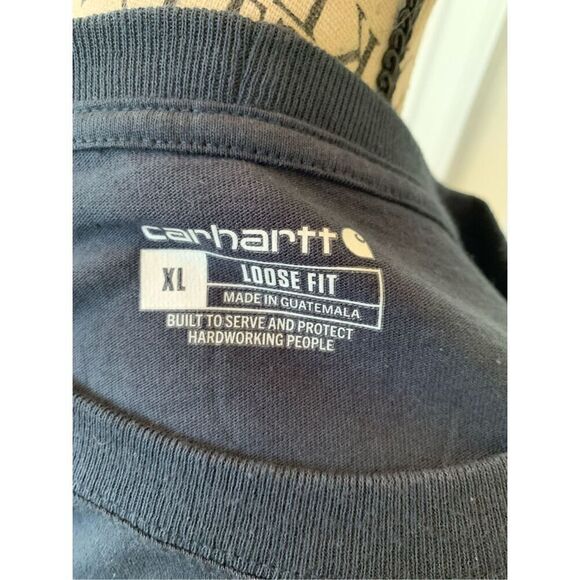 carhartt
XL LOOSE FIT
MADE IN GUATEMALA
BUILT TO SERVE AND PROTECT
HARDWORKING PEOPLE